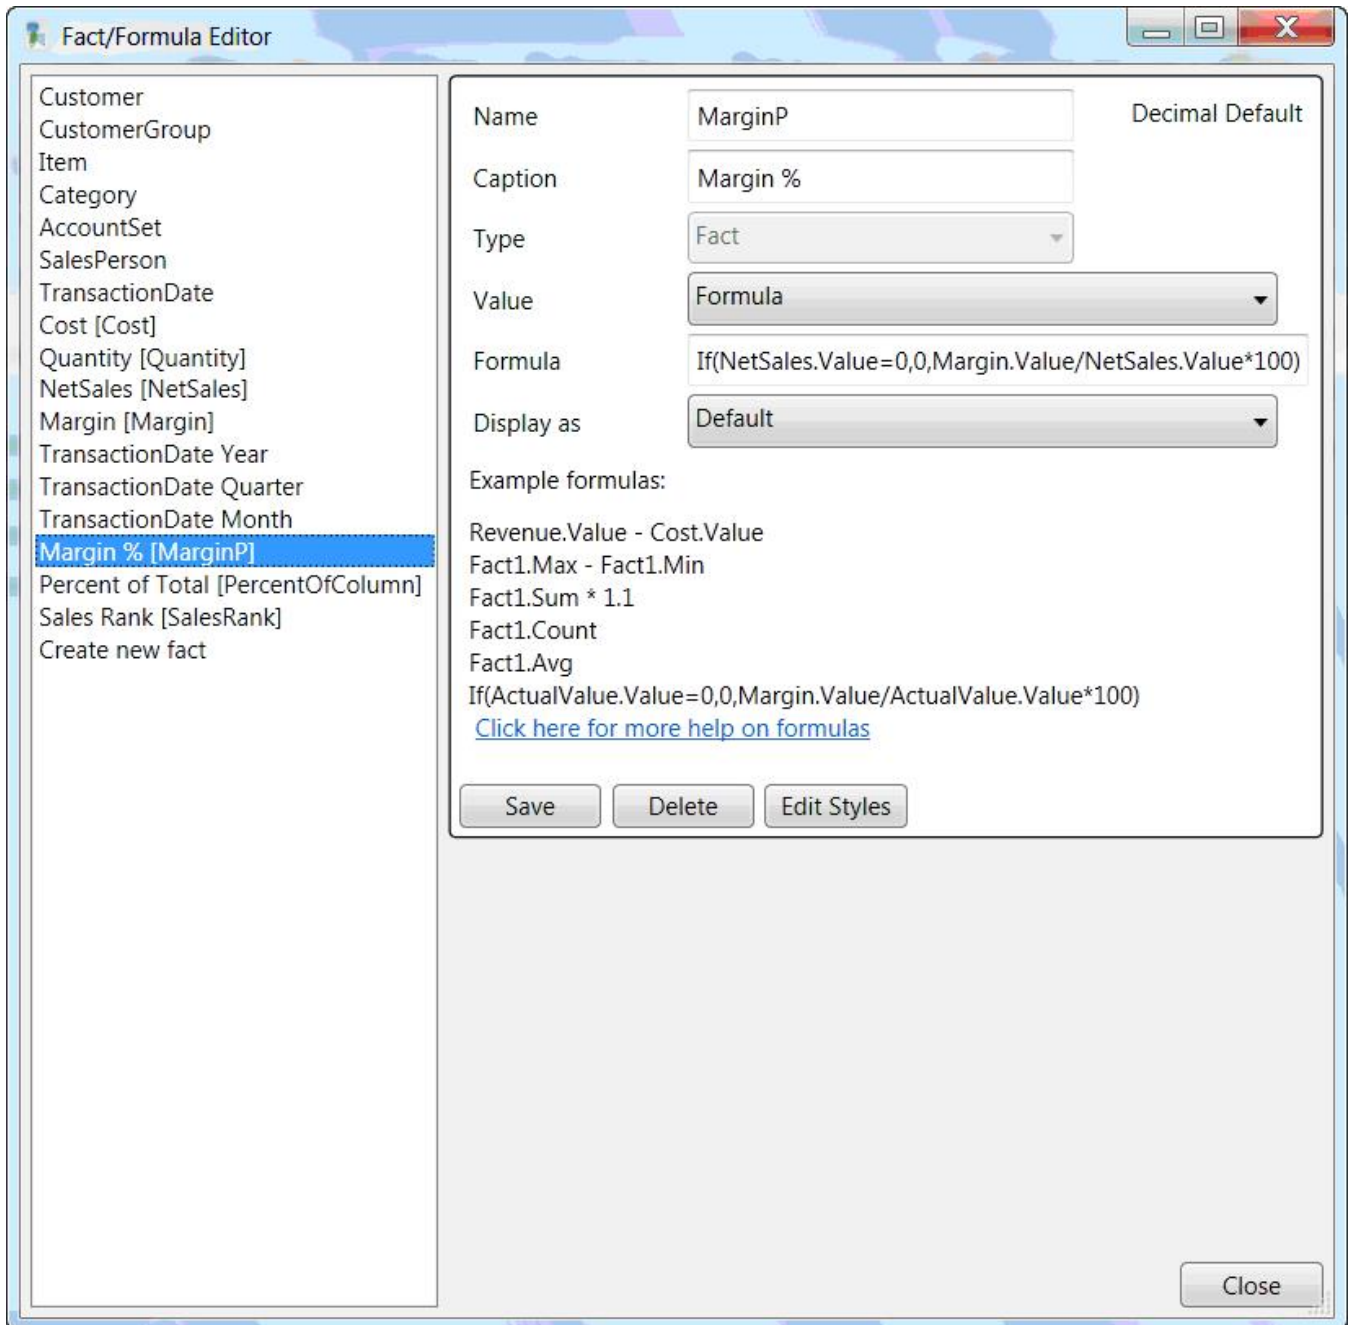 Fact/Formula Editor
Customer
CustomerGroup
Item
Category
AccountSet
SalesPerson
TransactionDate
Cost [Cost]
Quantity [Quantity]
NetSales [NetSales]
Margin [Margin]
TransactionDate Year
TransactionDate Quarter
TransactionDate Month
Margin % [MarginP]
Percent of Total [PercentOfColumn]
Sales Rank [SalesRank]
Create new fact
Name MarginP Decimal Default
Caption Margin %
Type Fact
Value Formula
Formula If(NetSales.Value=0,0,Margin.Value/NetSales.Value*100)
Display as Default
Example formulas:
Revenue.Value - Cost.Value
Fact1.Max - Fact1.Min
Fact1.Sum * 1.1
Fact1.Count
Fact1.Avg
If(ActualValue.Value=0,0,Margin.Value/ActualValue.Value*100)
Click here for more help on formulas
Save Delete Edit Styles
Close